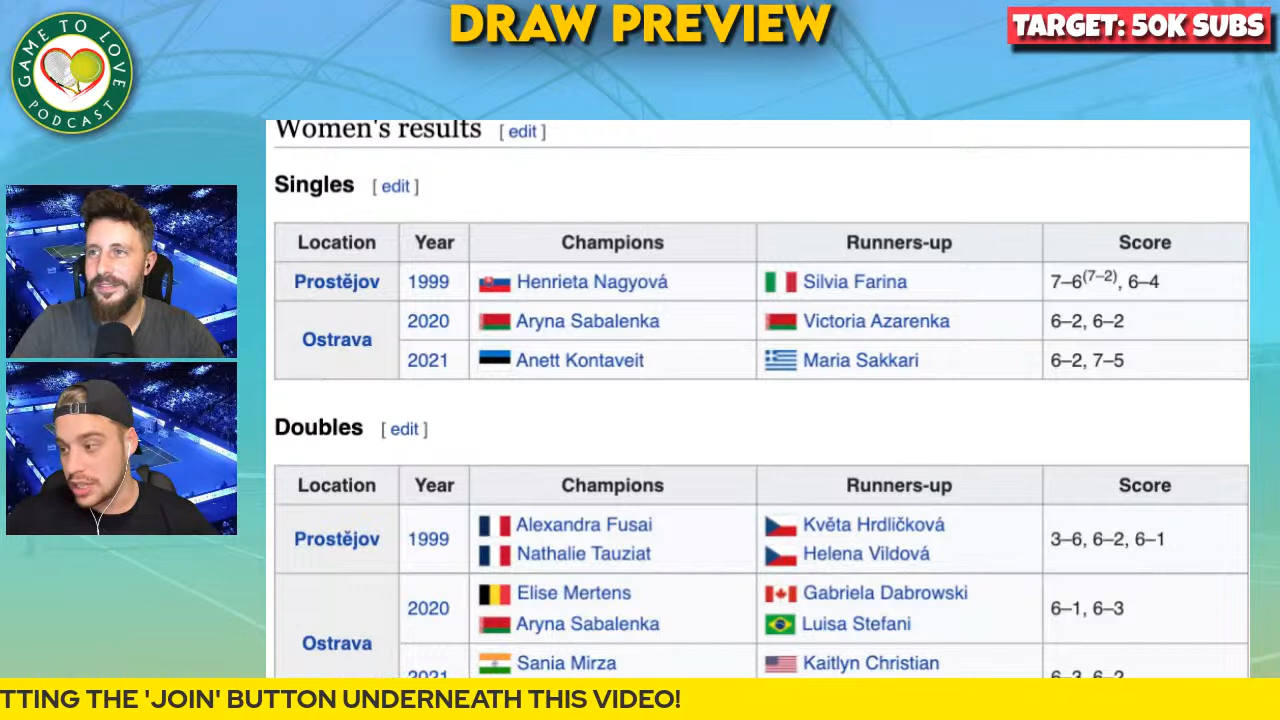 DRAW PREVIEW
TARGET: 50K SUBS
GAME TO LOVE
PODCAST
Women's results [ edit ]
Singles [ edit ]
Location Year Champions Runners-up Score
Prostějov 1999 Henrieta Nagyová Silvia Farina 7–6(7–2), 6–4
Ostrava
2020 Aryna Sabalenka Victoria Azarenka 6–2, 6–2
2021 Anett Kontaveit Maria Sakkari 6–2, 7–5
Doubles [ edit ]
Location Year Champions Runners-up Score
Prostějov 1999 Alexandra Fusai Květa Hrdličková 3–6, 6–2, 6–1
Nathalie Tauziat Helena Vildová
Ostrava
2020 Elise Mertens Gabriela Dabrowski 6–1, 6–3
Aryna Sabalenka Luisa Stefani
2021 Sania Mirza Kaitlyn Christian 6–3, 6–2
TTING THE 'JOIN' BUTTON UNDERNEATH THIS VIDEO!